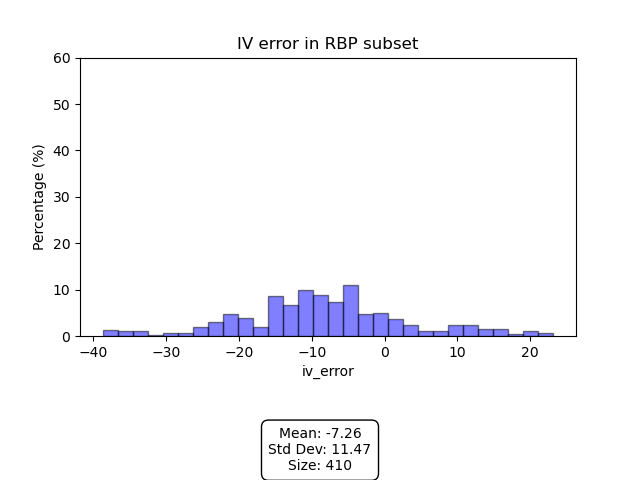 IV error in RBP subset
60
50
40
30
20
10
0
Percentage (%)
−40 −30 −20 −10 0 10 20
iv_error
Mean: -7.26
Std Dev: 11.47
Size: 410